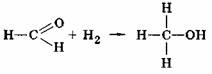 H
O
H—C + H₂ → H—C—OH
H H